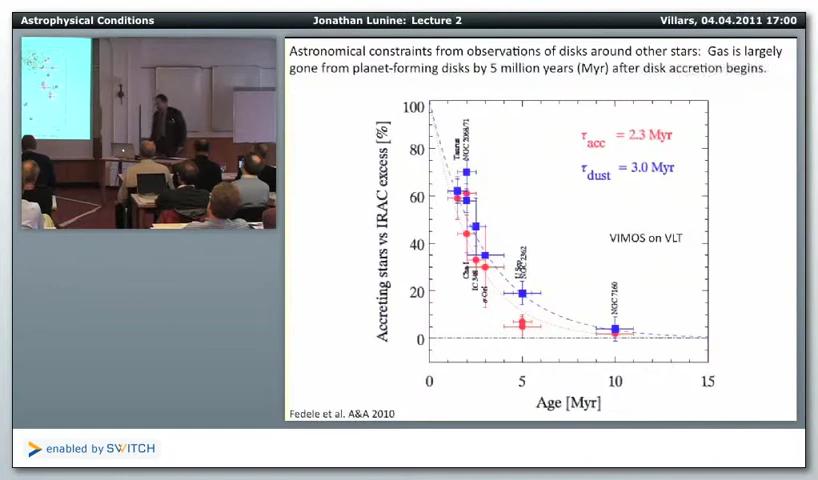 Astrophysical Conditions
Jonathan Lunine: Lecture 2
Villars, 04.04.2011 17:00
Astronomical constraints from observations of disks around other stars: Gas is largely
gone from planet-forming disks by 5 million years (Myr) after disk accretion begins.
Accreting stars vs IRAC excess [%]
100
80
60
40
20
0
Taurus
NGC 2068/71
Cha I
IC 348
σ Ori
NGC 2362
NGC 7160
τacc = 2.3 Myr
τdust = 3.0 Myr
VIMOS on VLT
0 5 10 15
Age [Myr]
Fedele et al. A&A 2010
enabled by SWITCH